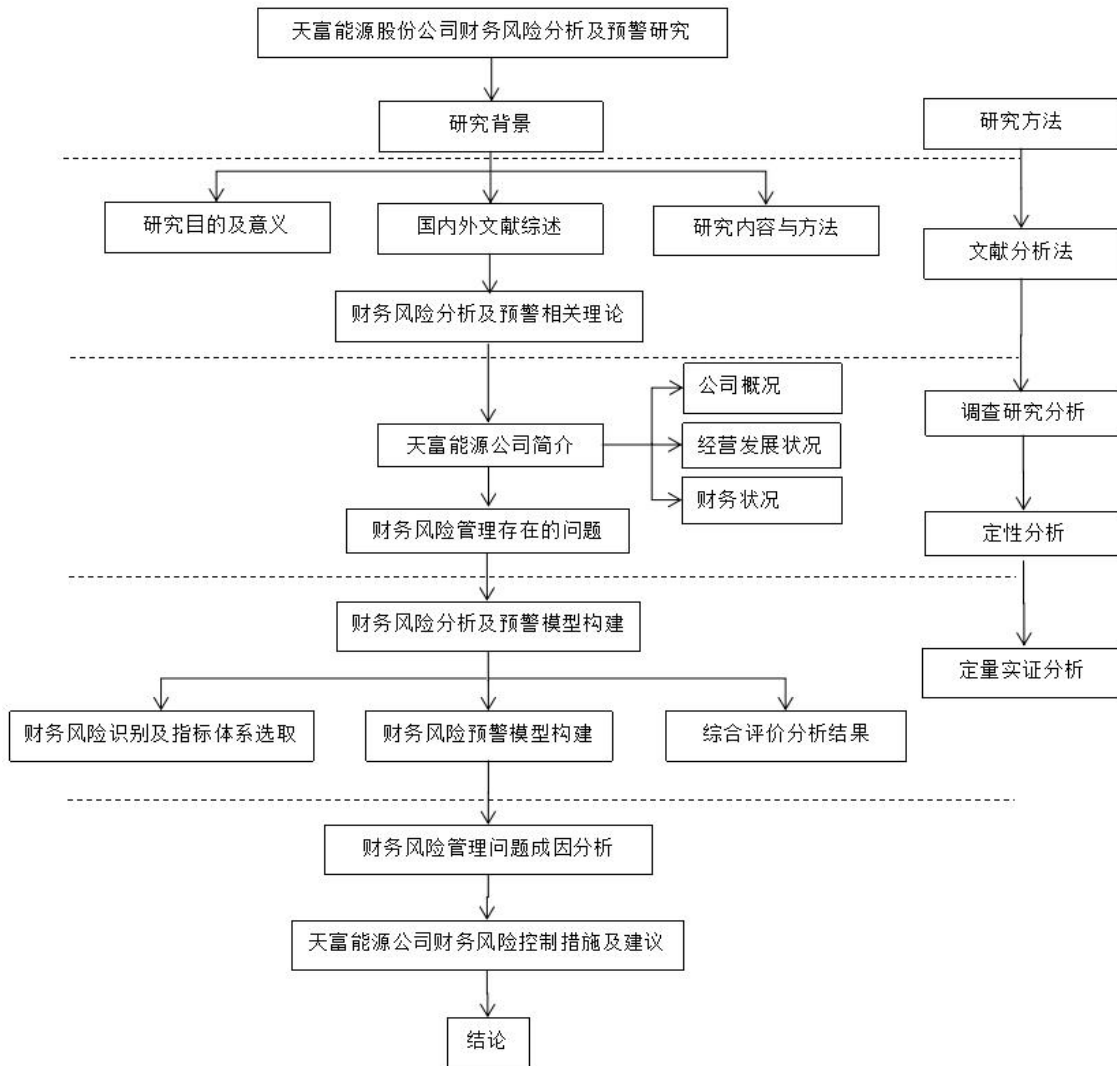 天富能源股份公司财务风险分析及预警研究
研究背景
研究方法
研究目的及意义
国内外文献综述
研究内容与方法
文献分析法
财务风险分析及预警相关理论
公司概况
调查研究分析
天富能源公司简介
经营发展状况
财务状况
财务风险管理存在的问题
定性分析
财务风险分析及预警模型构建
定量实证分析
财务风险识别及指标体系选取
财务风险预警模型构建
综合评价分析结果
财务风险管理问题成因分析
天富能源公司财务风险控制措施及建议
结论